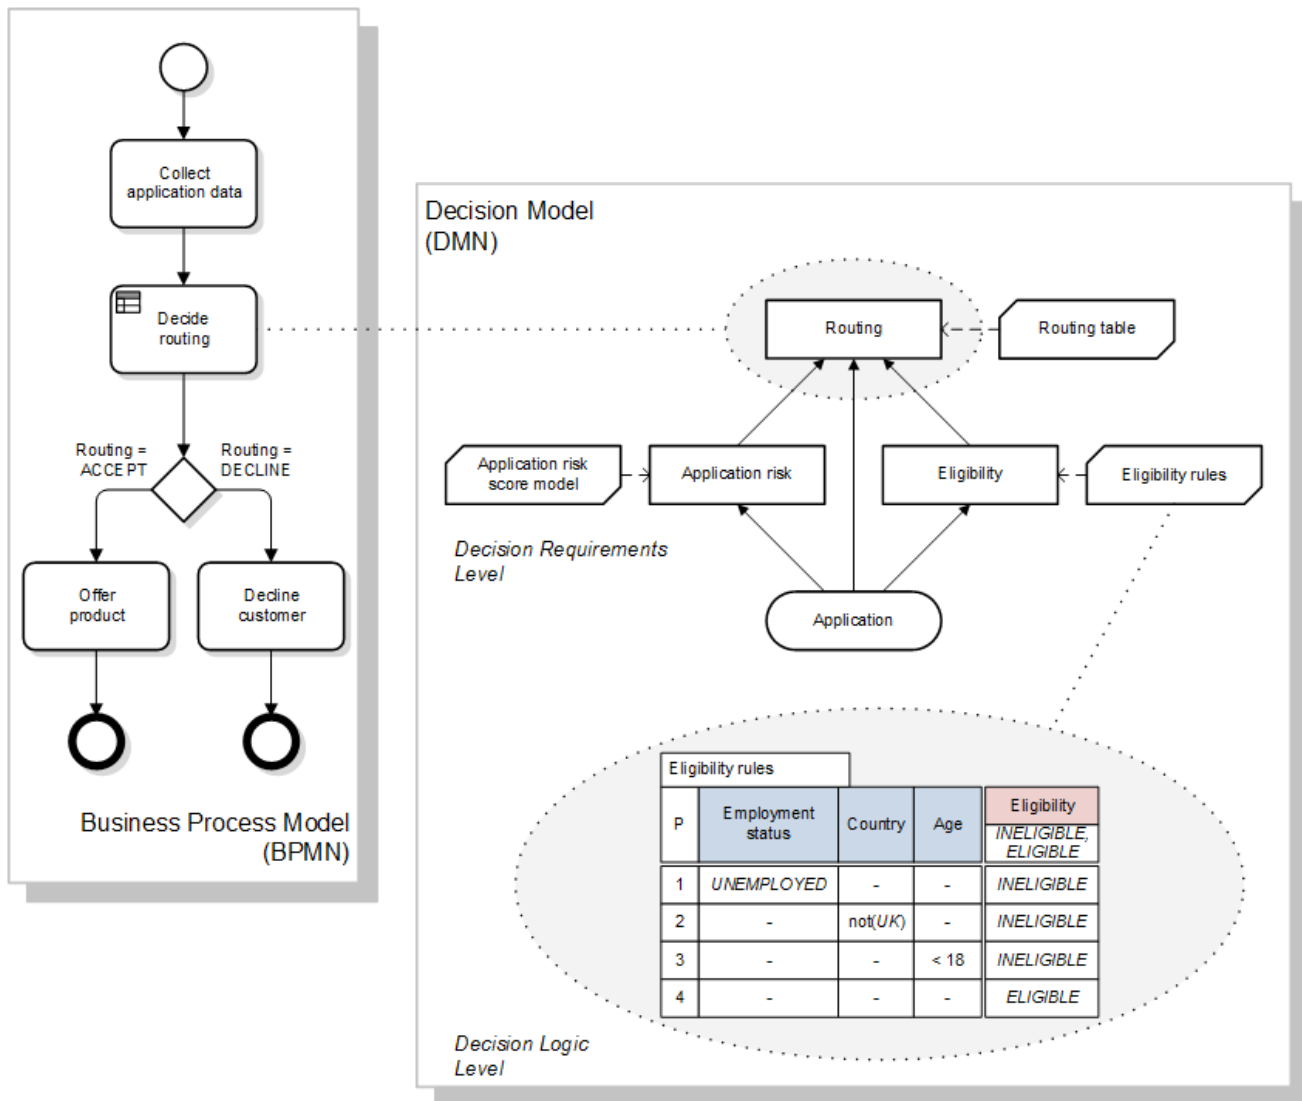 Collect
application data
Decide
routing
Routing =
ACCEPT
Routing =
DECLINE
Offer
product
Decline
customer
Business Process Model
(BPMN)
Decision Model
(DMN)
Routing
Routing table
Application risk
score model
Application risk
Eligibility
Eligibility rules
Decision Requirements
Level
Application
Eligibility rules
P
Employment
status
Country
Age
Eligibility
INELIGIBLE,
ELIGIBLE
1 UNEMPLOYED - - INELIGIBLE
2 - not(UK) - INELIGIBLE
3 - - < 18 INELIGIBLE
4 - - - ELIGIBLE
Decision Logic
Level